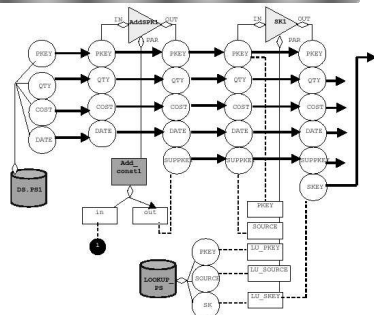 IN AddSPK1 OUT
IN SK1 OUT
PAR
PAR
PKEY PKEY PKEY PKEY PKEY
QTY QTY QTY QTY QTY
COST COST COST COST COST
DATE DATE DATE DATE DATE
SUPPKEY SUPPKEY SUPPKEY
Add_
const1
DS.PS1
SKEY
in out
PKEY
SOURCE
1
LU_PKEY
PKEY
LU_SOURCE
LOOKUP_
PS
SOURCE
SK
LU_SKEY